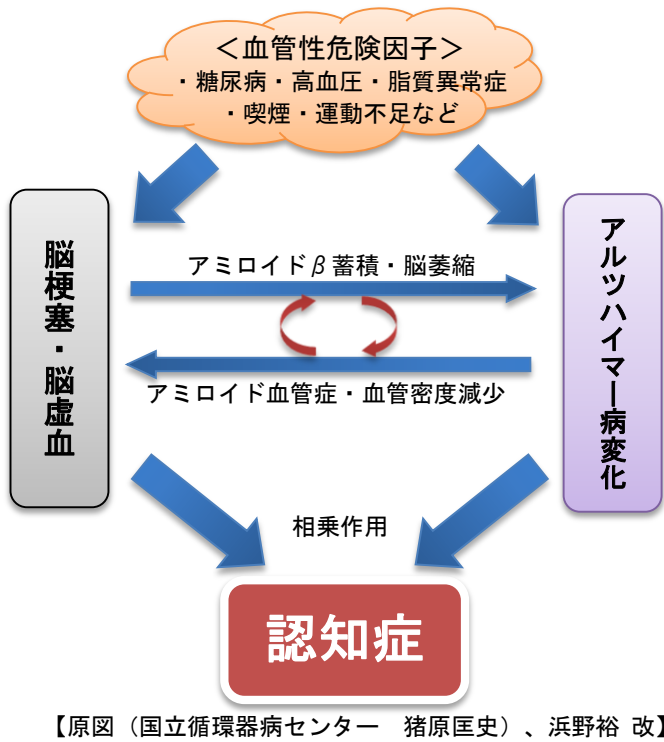 ＜血管性危険因子＞
・糖尿病・高血圧・脂質異常症
・喫煙・運動不足など
脳梗塞・脳虚血
アミロイドβ蓄積・脳萎縮
アミロイド血管症・血管密度減少
アルツハイマー病変化
相乗作用
認知症
【原図（国立循環器病センター　猪原匡史）、浜野裕 改】